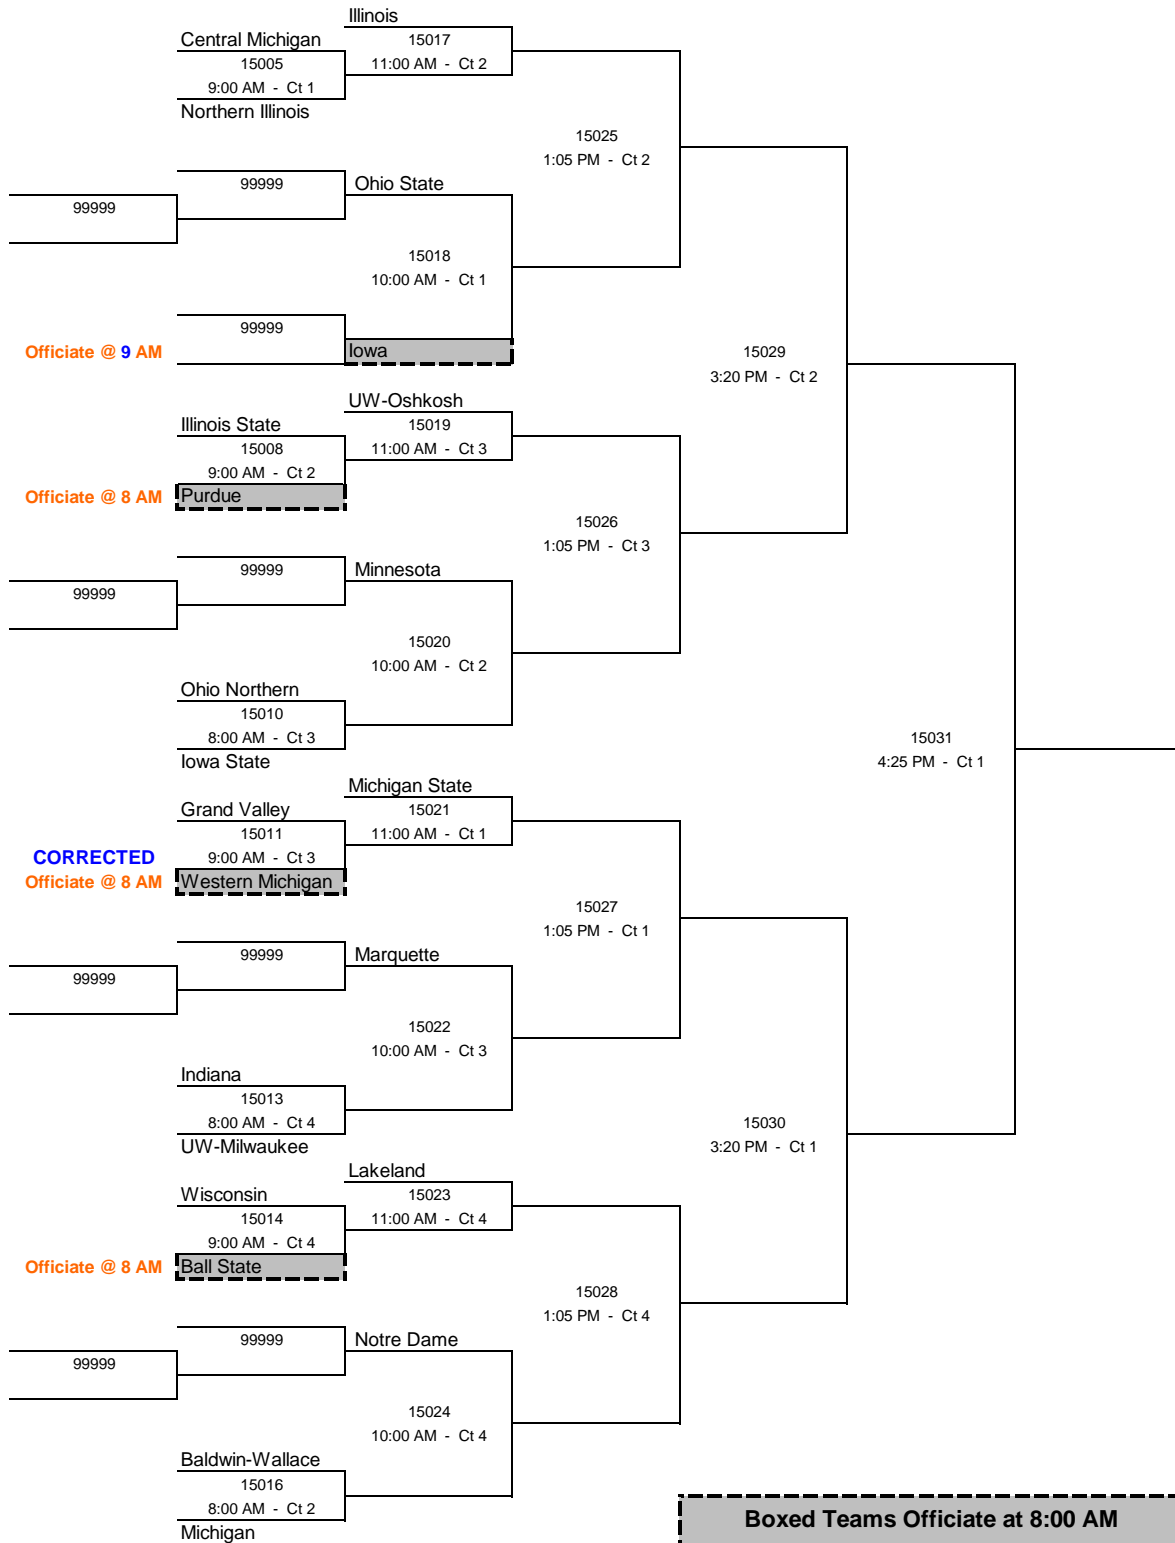 Illinois
Central Michigan
15017
15005
11:00 AM - Ct 2
9:00 AM - Ct 1
Northern Illinois
15025
1:05 PM - Ct 2
99999
Ohio State
99999
15018
10:00 AM - Ct 1
99999
Officiate @ 9 AM
Iowa
15029
3:20 PM - Ct 2
UW-Oshkosh
Illinois State
15019
15008
11:00 AM - Ct 3
9:00 AM - Ct 2
Officiate @ 8 AM
Purdue
15026
1:05 PM - Ct 3
99999
Minnesota
99999
15020
10:00 AM - Ct 2
Ohio Northern
15010
8:00 AM - Ct 3
Iowa State
15031
4:25 PM - Ct 1
Michigan State
Grand Valley
15021
15011
11:00 AM - Ct 1
CORRECTED
9:00 AM - Ct 3
Officiate @ 8 AM
Western Michigan
15027
1:05 PM - Ct 1
99999
Marquette
99999
15022
10:00 AM - Ct 3
Indiana
15013
8:00 AM - Ct 4
UW-Milwaukee
15030
3:20 PM - Ct 1
Lakeland
Wisconsin
15023
15014
11:00 AM - Ct 4
9:00 AM - Ct 4
Officiate @ 8 AM
Ball State
15028
1:05 PM - Ct 4
99999
Notre Dame
99999
15024
10:00 AM - Ct 4
Baldwin-Wallace
15016
8:00 AM - Ct 2
Michigan
Boxed Teams Officiate at 8:00 AM